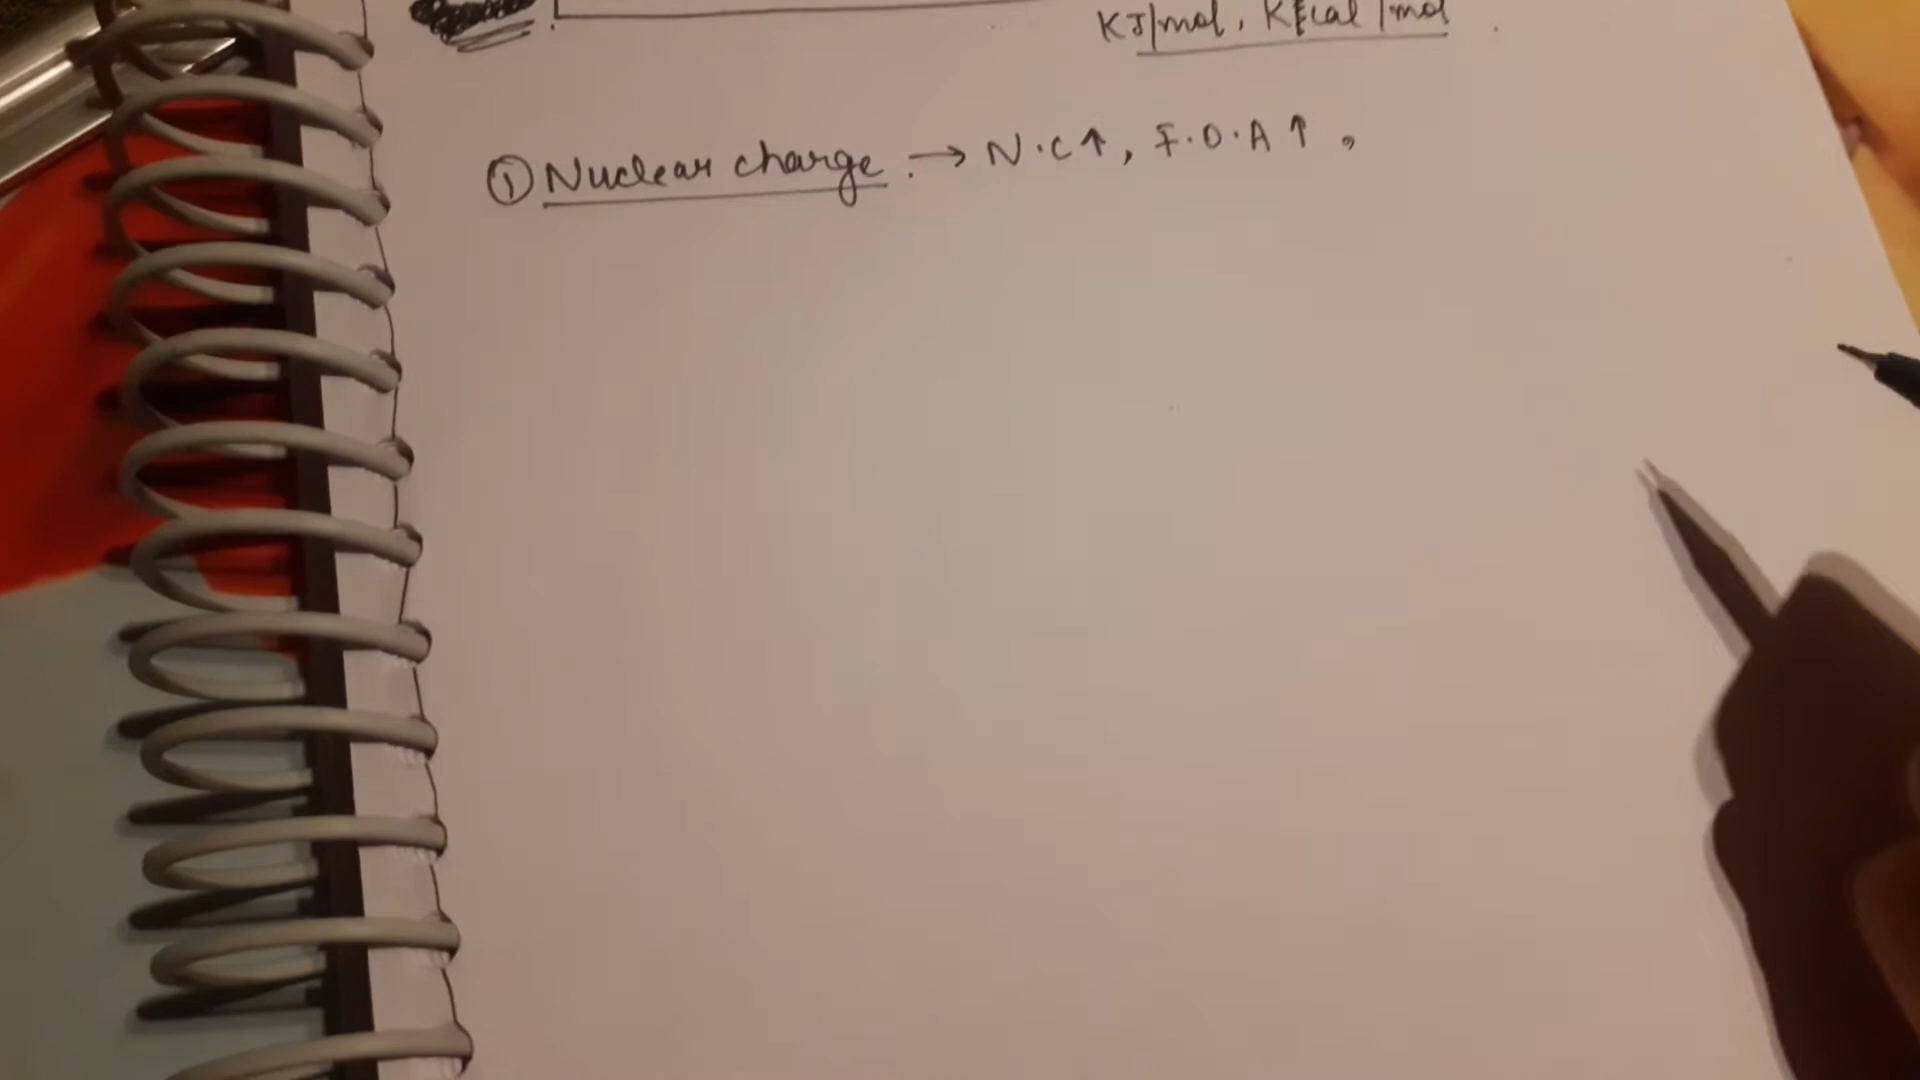 KJ/mol, Kcal/mol.
① Nuclear charge. → N.C↑, F.O.A↑,